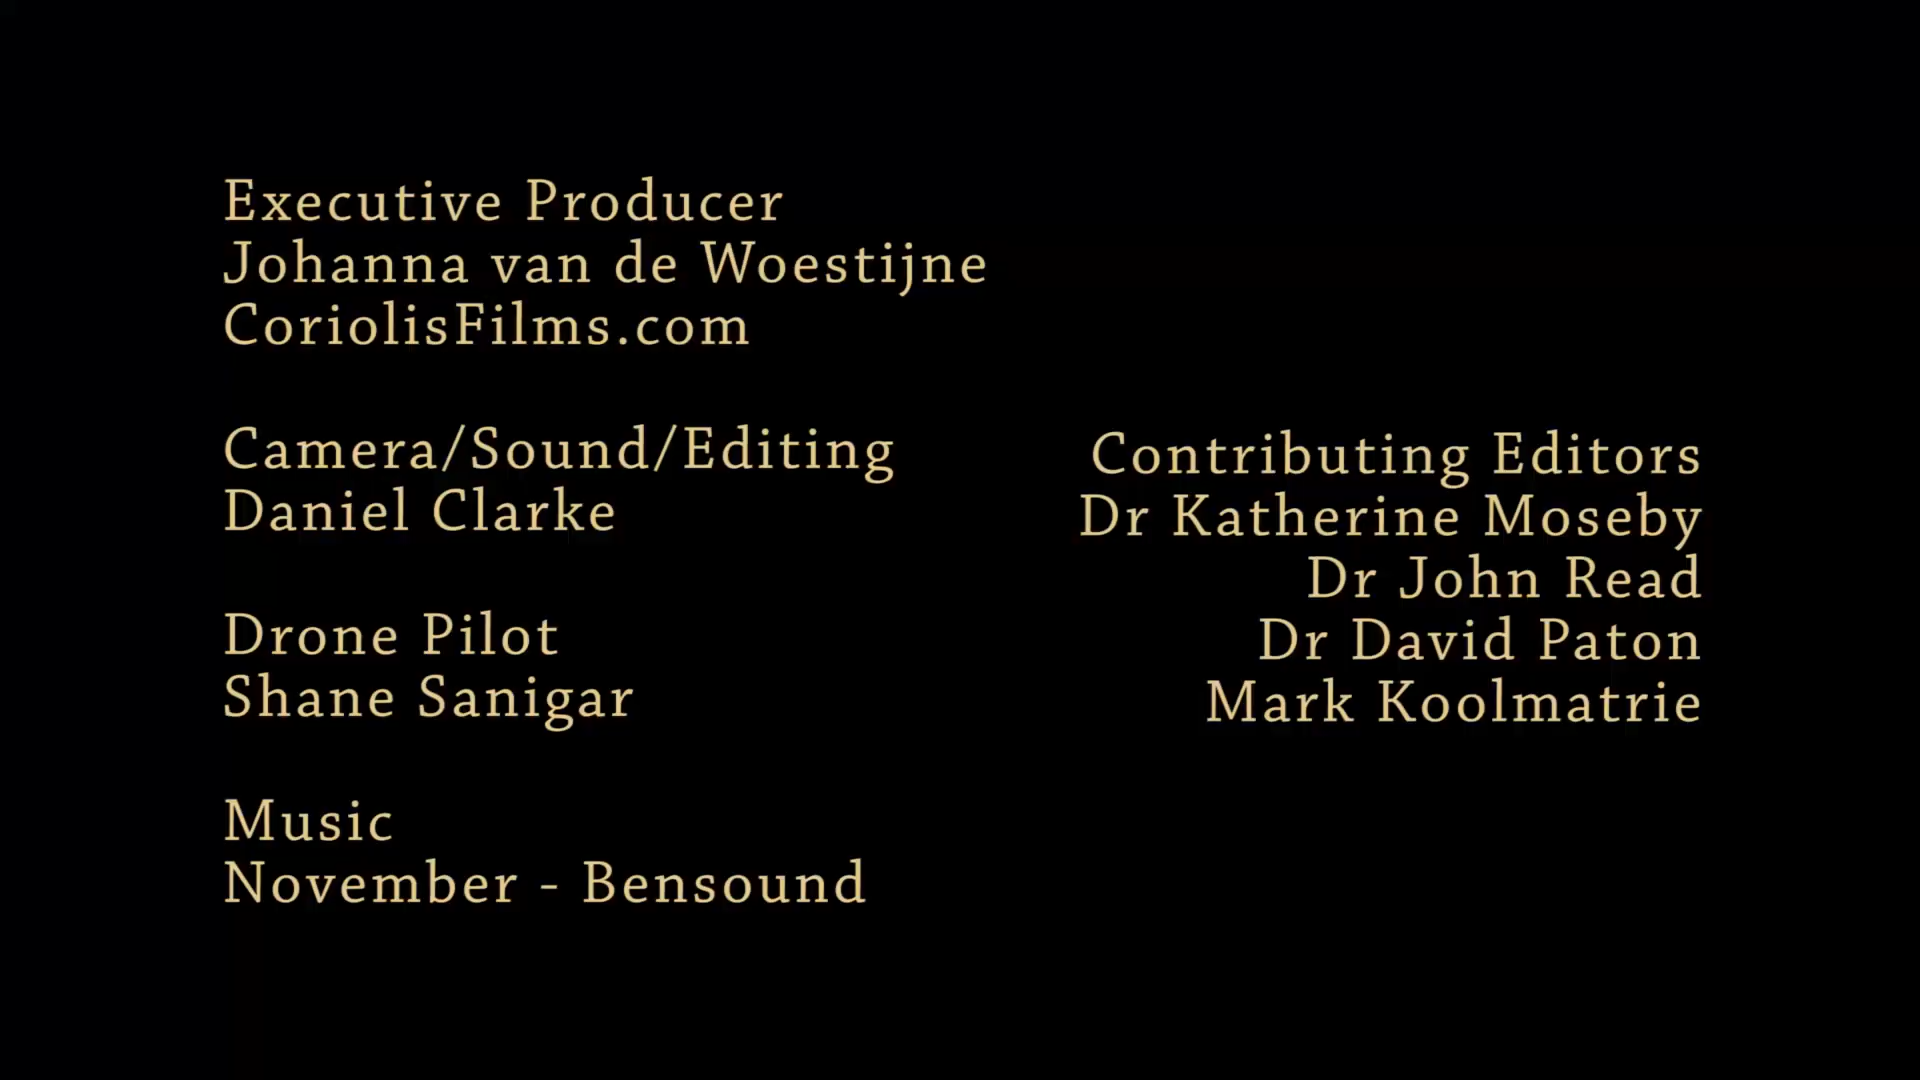 Executive Producer
Johanna van de Woestijne
CoriolisFilms.com
Camera/Sound/Editing
Daniel Clarke
Drone Pilot
Shane Sanigar
Music
November - Bensound
Contributing Editors
Dr Katherine Moseby
Dr John Read
Dr David Paton
Mark Koolmatrie